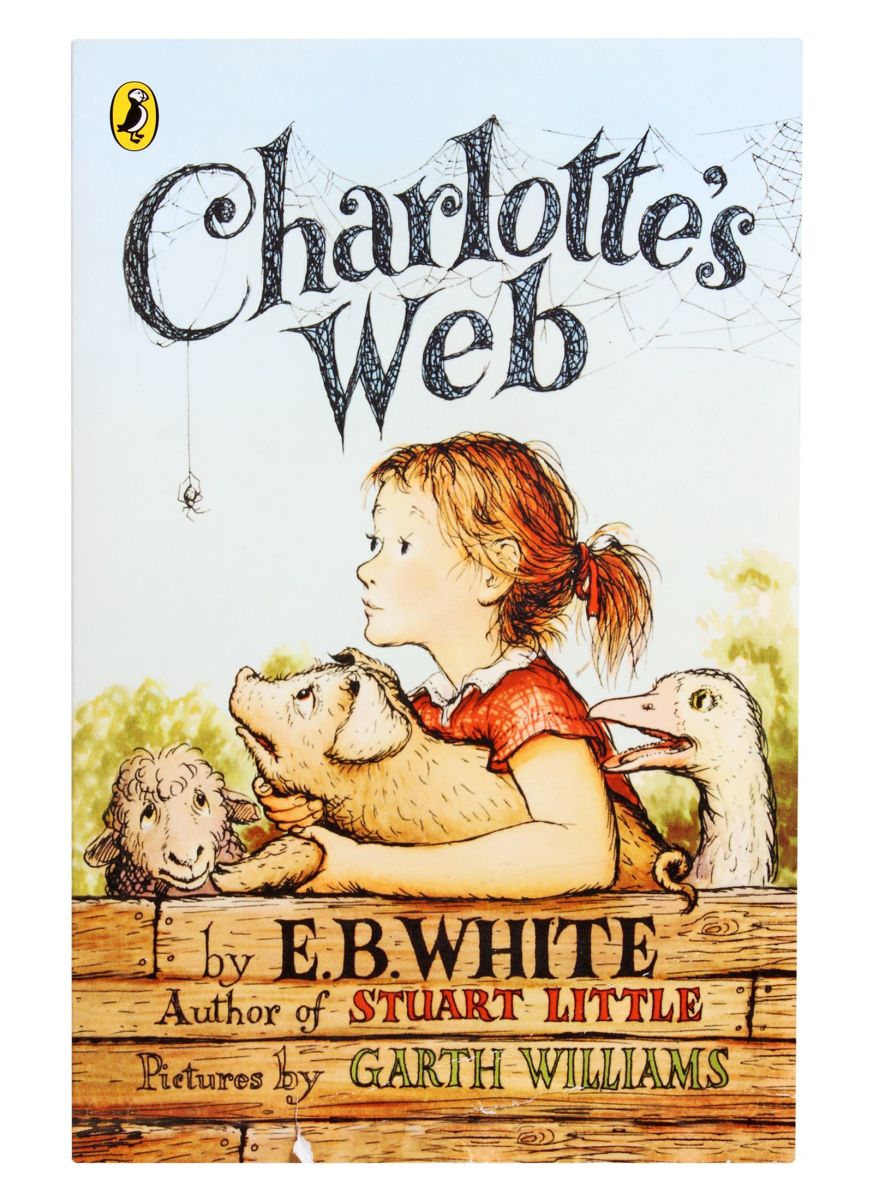 Charlotte's
Web
by E.B.WHITE
Author of STUART LITTLE
Pictures by GARTH WILLIAMS